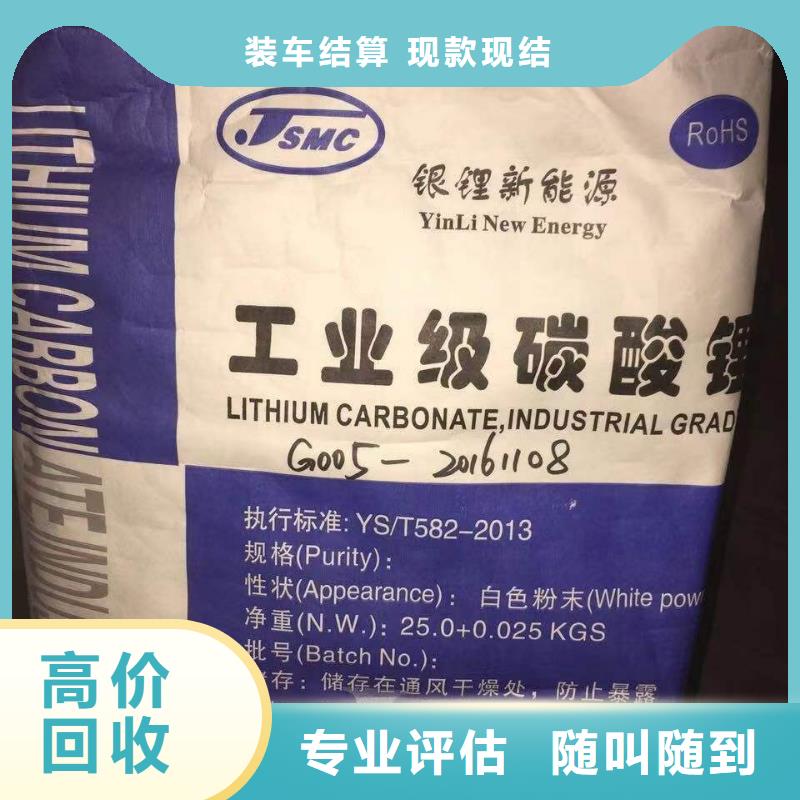 装车结算 现款现结
JSMC
RoHS
银锂新能源
YinLi New Energy
工业级碳酸锂
LITHIUM CARBONATE,INDUSTRIAL GRAD
G005-20161108
LITHIUM CARBONATE INDU
执行标准: YS/T582-2013
规格(Purity):
性状(Appearance): 白色粉末(White pow
净重(N.W.): 25.0+0.025 KGS
批号(Batch No.):
存: 储存在通风干燥处, 防止暴露
高价
回收
专业评估 随叫随到